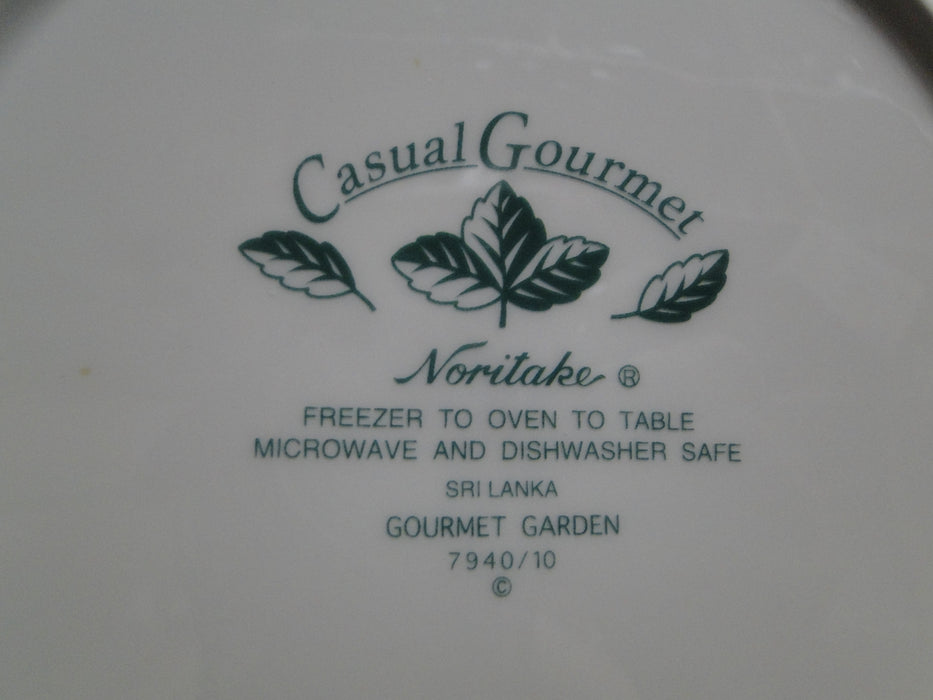 Casual Gourmet
Noritake ®
FREEZER TO OVEN TO TABLE
MICROWAVE AND DISHWASHER SAFE
SRI LANKA
GOURMET GARDEN
7940/10
©